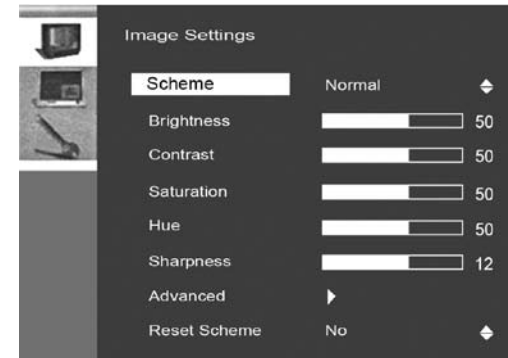 Image Settings
Scheme Normal
Brightness 50
Contrast 50
Saturation 50
Hue 50
Sharpness 12
Advanced
Reset Scheme No